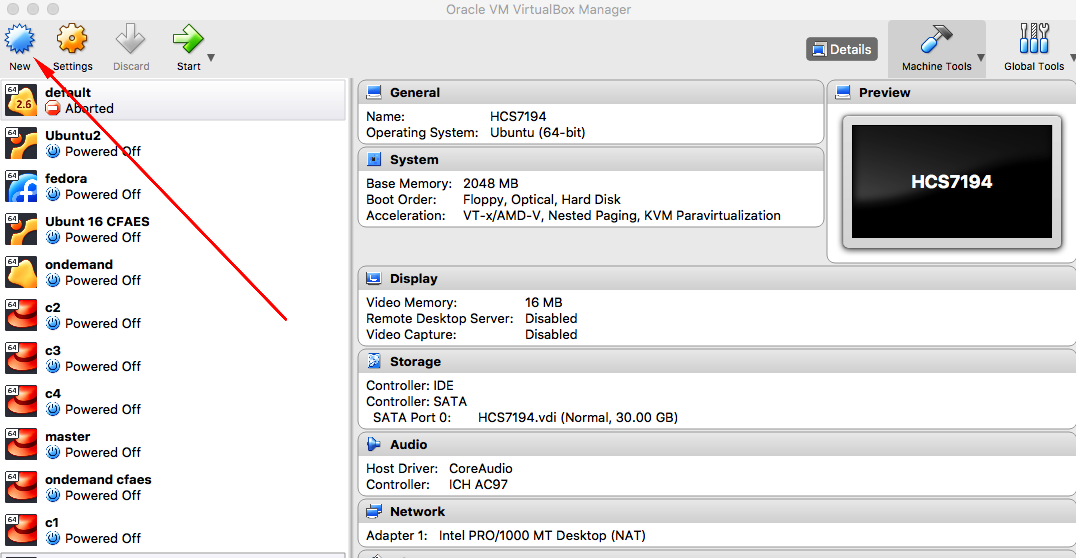 Oracle VM VirtualBox Manager
New
Settings
Discard
Start
Details
Machine Tools
Global Tools
64
2.6
default
Aborted
64
Ubuntu2
Powered Off
64
fedora
Powered Off
64
Ubunt 16 CFAES
Powered Off
64
ondemand
Powered Off
64
c2
Powered Off
64
c3
Powered Off
64
c4
Powered Off
64
master
Powered Off
64
ondemand cfaes
Powered Off
64
c1
Powered Off
General
Name: HCS7194
Operating System: Ubuntu (64-bit)
System
Base Memory: 2048 MB
Boot Order: Floppy, Optical, Hard Disk
Acceleration: VT-x/AMD-V, Nested Paging, KVM Paravirtualization
Preview
HCS7194
Display
Video Memory: 16 MB
Remote Desktop Server: Disabled
Video Capture: Disabled
Storage
Controller: IDE
Controller: SATA
SATA Port 0: HCS7194.vdi (Normal, 30.00 GB)
Audio
Host Driver: CoreAudio
Controller: ICH AC97
Network
Adapter 1: Intel PRO/1000 MT Desktop (NAT)